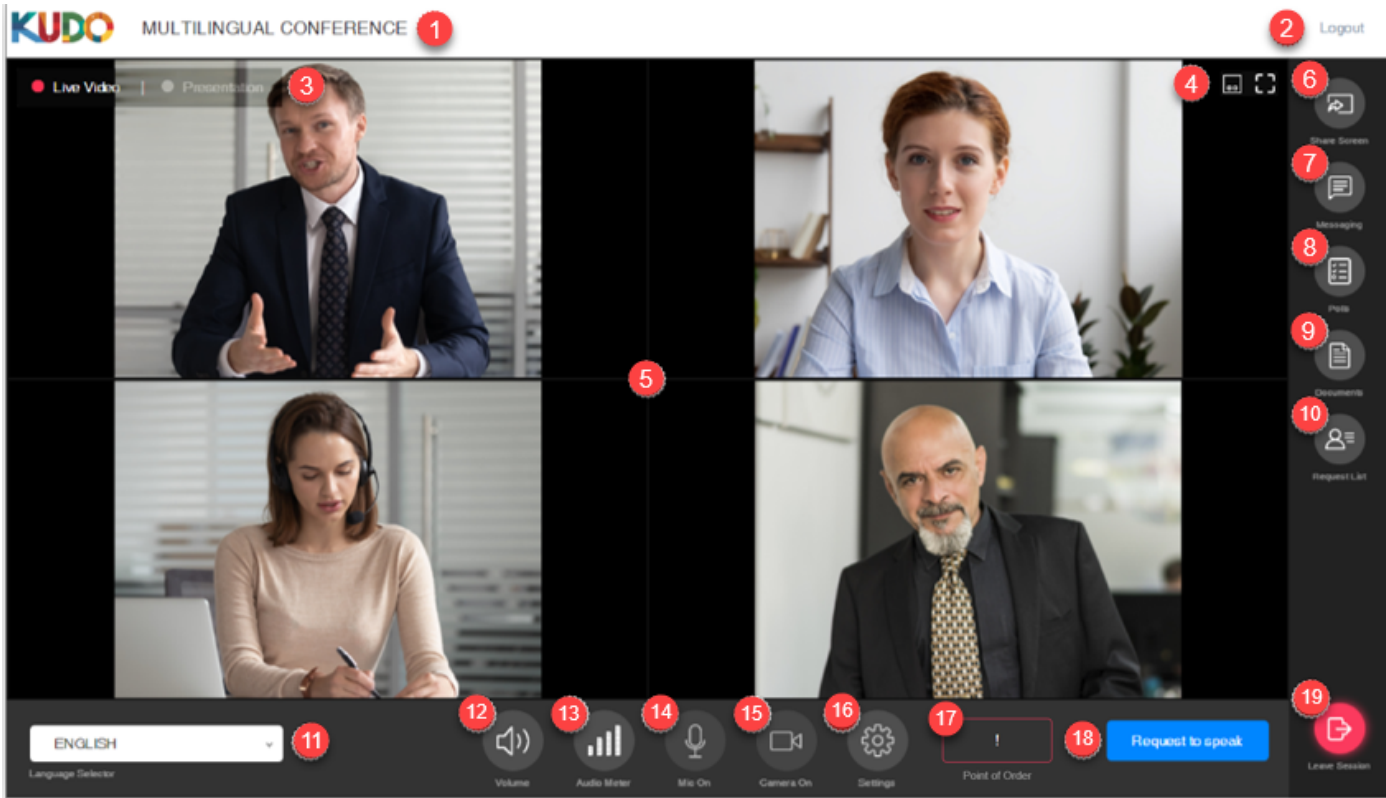 KUDO MULTILINGUAL CONFERENCE 1
2 Logout
Live Video | Presentation 3
4
6
Share Screen
7
Messaging
8
Polls
5
9
Documents
10
Request List
ENGLISH 11
Language Selector
12
Volume
13
Audio Meter
14
Mic On
15
Camera On
16
Settings
17
!
Point of Order
18 Request to speak
19
Leave Session